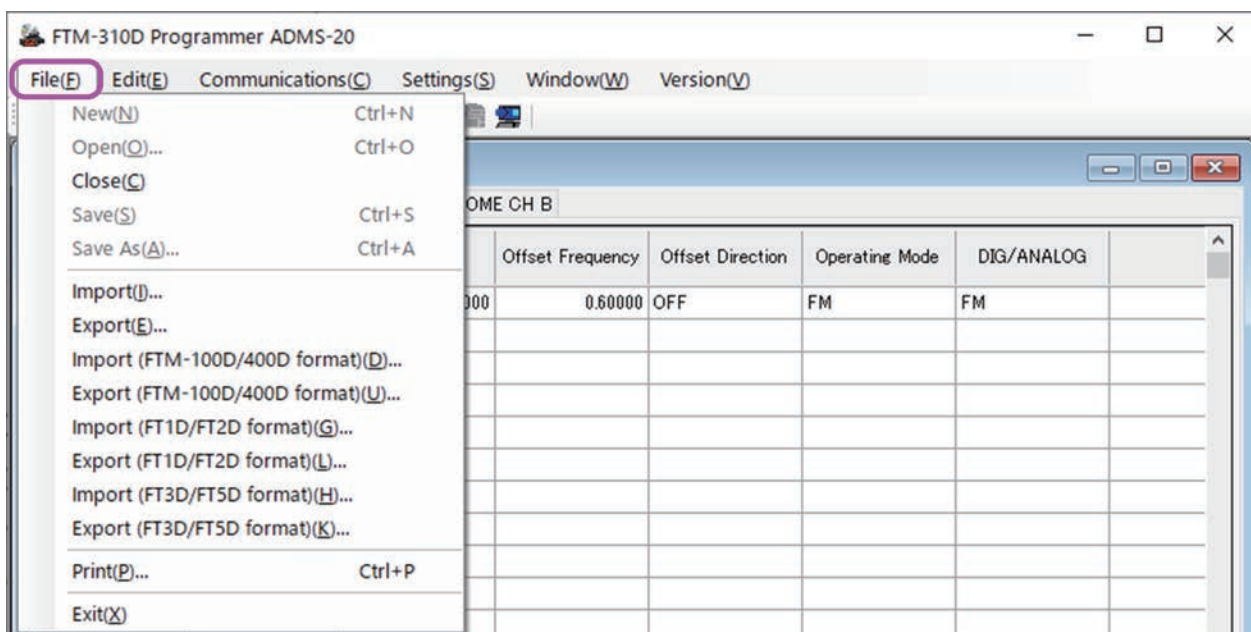 FTM-310D Programmer ADMS-20
File(F) Edit(E) Communications(C) Settings(S) Window(W) Version(V)
New(N) Ctrl+N
Open(O)... Ctrl+O
Close(C)
Save(S) Ctrl+S
Save As(A)... Ctrl+A
Import(I)...
Export(E)...
Import (FTM-100D/400D format)(D)...
Export (FTM-100D/400D format)(U)...
Import (FT1D/FT2D format)(G)...
Export (FT1D/FT2D format)(L)...
Import (FT3D/FT5D format)(H)...
Export (FT3D/FT5D format)(K)...
Print(P)... Ctrl+P
Exit(X)
OME CH B
Offset Frequency Offset Direction Operating Mode DIG/ANALOG
000 0.60000 OFF FM FM